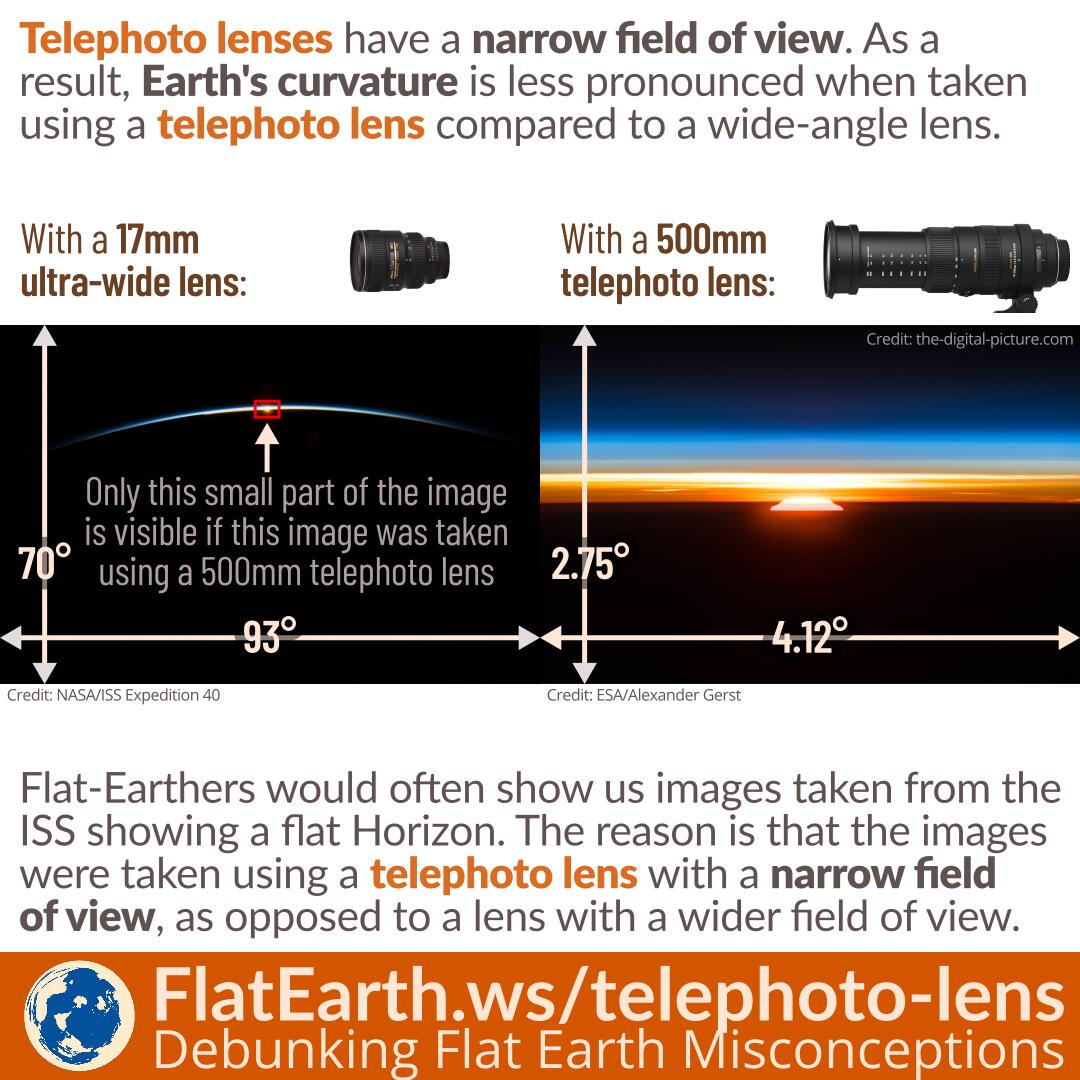 Telephoto lenses have a narrow field of view. As a
result, Earth's curvature is less pronounced when taken
using a telephoto lens compared to a wide-angle lens.
With a 17mm
ultra-wide lens:
With a 500mm
telephoto lens:
Credit: the-digital-picture.com
Only this small part of the image
is visible if this image was taken
using a 500mm telephoto lens
70°
93°
2.75°
4.12°
Credit: NASA/ISS Expedition 40
Credit: ESA/Alexander Gerst
Flat-Earthers would often show us images taken from the
ISS showing a flat Horizon. The reason is that the images
were taken using a telephoto lens with a narrow field
of view, as opposed to a lens with a wider field of view.
FlatEarth.ws/telephoto-lens
Debunking Flat Earth Misconceptions